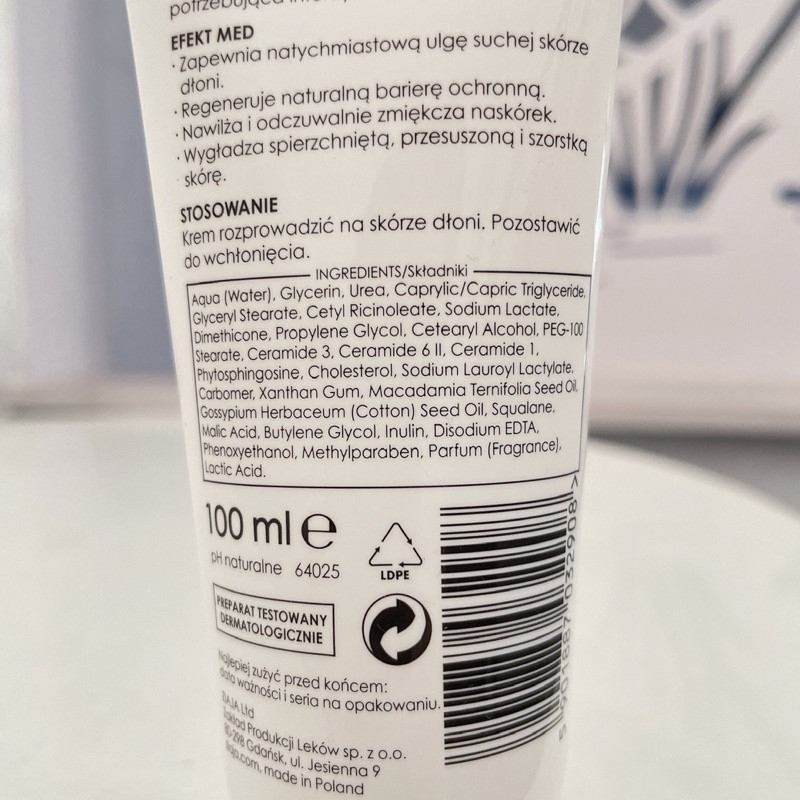 potrzebująca
EFEKT MED
· Zapewnia natychmiastową ulgę suchej skórze
dłoni.
· Regeneruje naturalną barierę ochronną.
· Nawilża i odczuwalnie zmiękcza naskórek.
· Wygładza spierzchniętą, przesuszoną i szorstką
skórę.
STOSOWANIE
Krem rozprowadzić na skórze dłoni. Pozostawić
do wchłonięcia.
INGREDIENTS/Składniki
Aqua (Water), Glycerin, Urea, Caprylic/Capric Triglyceride,
Glyceryl Stearate, Cetyl Ricinoleate, Sodium Lactate,
Dimethicone, Propylene Glycol, Cetearyl Alcohol, PEG-100
Stearate, Ceramide 3, Ceramide 6 II, Ceramide 1,
Phytosphingosine, Cholesterol, Sodium Lauroyl Lactylate,
Carbomer, Xanthan Gum, Macadamia Ternifolia Seed Oil,
Gossypium Herbaceum (Cotton) Seed Oil, Squalane,
Malic Acid, Butylene Glycol, Inulin, Disodium EDTA,
Phenoxyethanol, Methylparaben, Parfum (Fragrance),
Lactic Acid.
100 ml e
pH naturalne 64025
LDPE
PREPARAT TESTOWANY
DERMATOLOGICZNIE
Najlepiej zużyć przed końcem:
data ważności i seria na opakowaniu.
ZIAJA Ltd
Zakład Produkcji Leków sp. z o.o.
80-298 Gdańsk, ul. Jesienna 9
ziaja.com, made in Poland
5 901887 032908 >